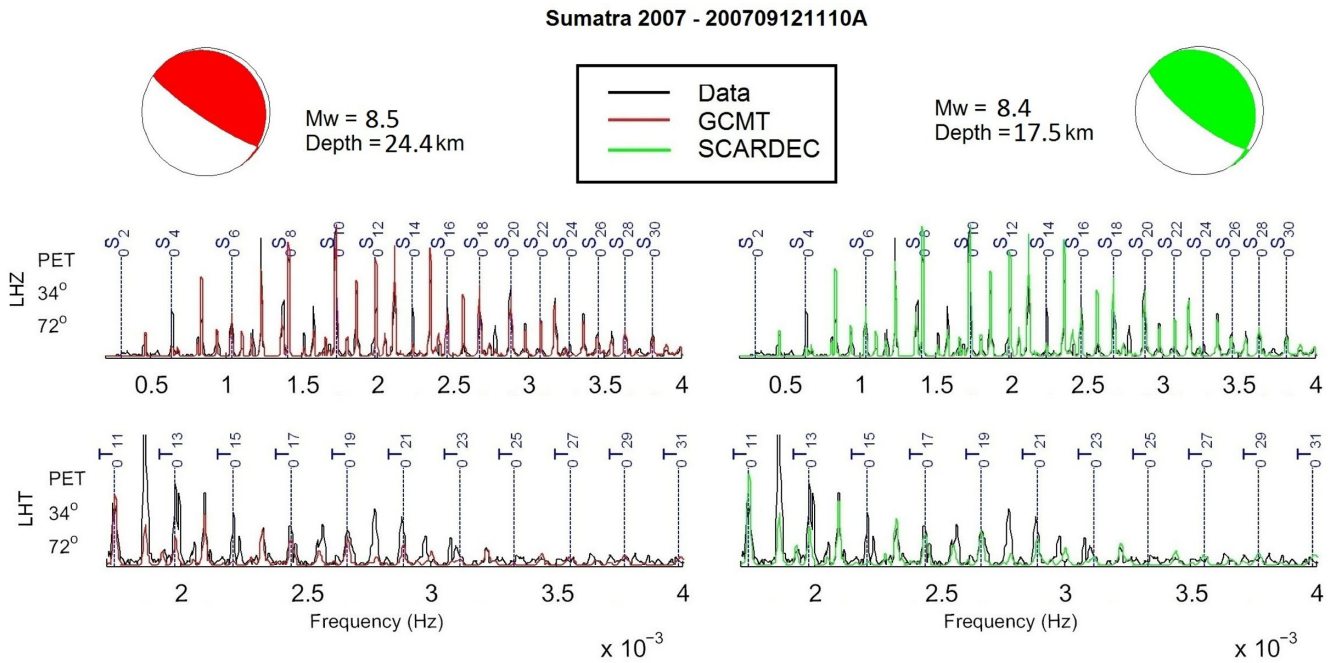 Sumatra 2007 - 200709121110A
Mw = 8.5
Depth = 24.4 km
Data
GCMT
SCARDEC
Mw = 8.4
Depth = 17.5 km
LHZ
PET
34°
72°
0S2 0S4 0S6 0S8 0S10 0S12 0S14 0S16 0S18 0S20 0S22 0S24 0S26 0S28 0S30
0.5 1 1.5 2 2.5 3 3.5 4
0S2 0S4 0S6 0S8 0S10 0S12 0S14 0S16 0S18 0S20 0S22 0S24 0S26 0S28 0S30
0.5 1 1.5 2 2.5 3 3.5 4
LHT
PET
34°
72°
0T11 0T13 0T15 0T17 0T19 0T21 0T23 0T25 0T27 0T29 0T31
2 2.5 3 3.5 4
Frequency (Hz)
x 10⁻³
0T11 0T13 0T15 0T17 0T19 0T21 0T23 0T25 0T27 0T29 0T31
2 2.5 3 3.5 4
Frequency (Hz)
x 10⁻³